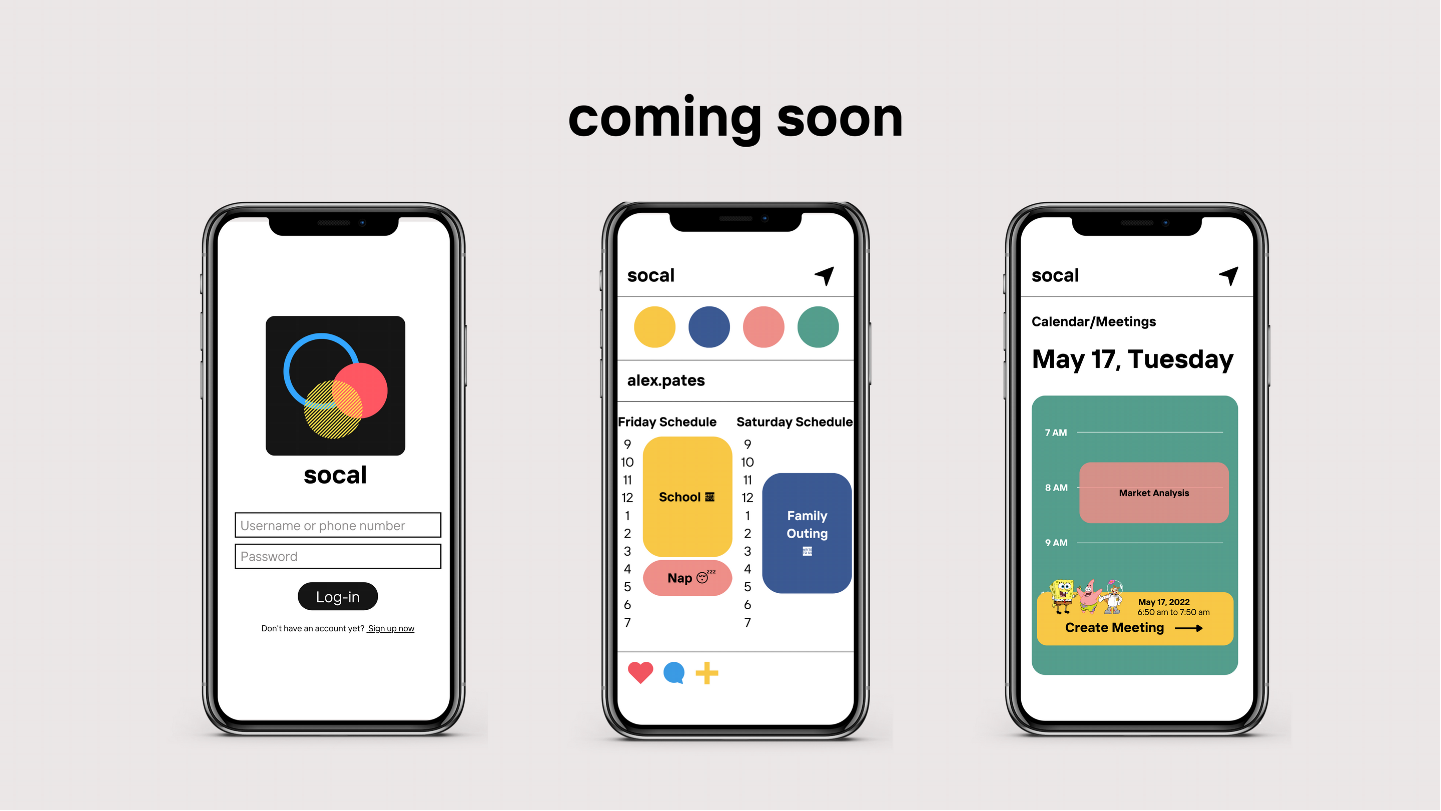 coming soon
socal
Username or phone number
Password
Log-in
Don't have an account yet? Sign up now
socal
alex.pates
Friday Schedule
9
10
11
12
1
2
3
4
5
6
7
School
Nap 😴
Saturday Schedule
9
10
11
12
1
2
3
4
5
6
7
Family
Outing
socal
Calendar/Meetings
May 17, Tuesday
7 AM
8 AM
Market Analysis
9 AM
May 17, 2022
6:50 am to 7:50 am
Create Meeting